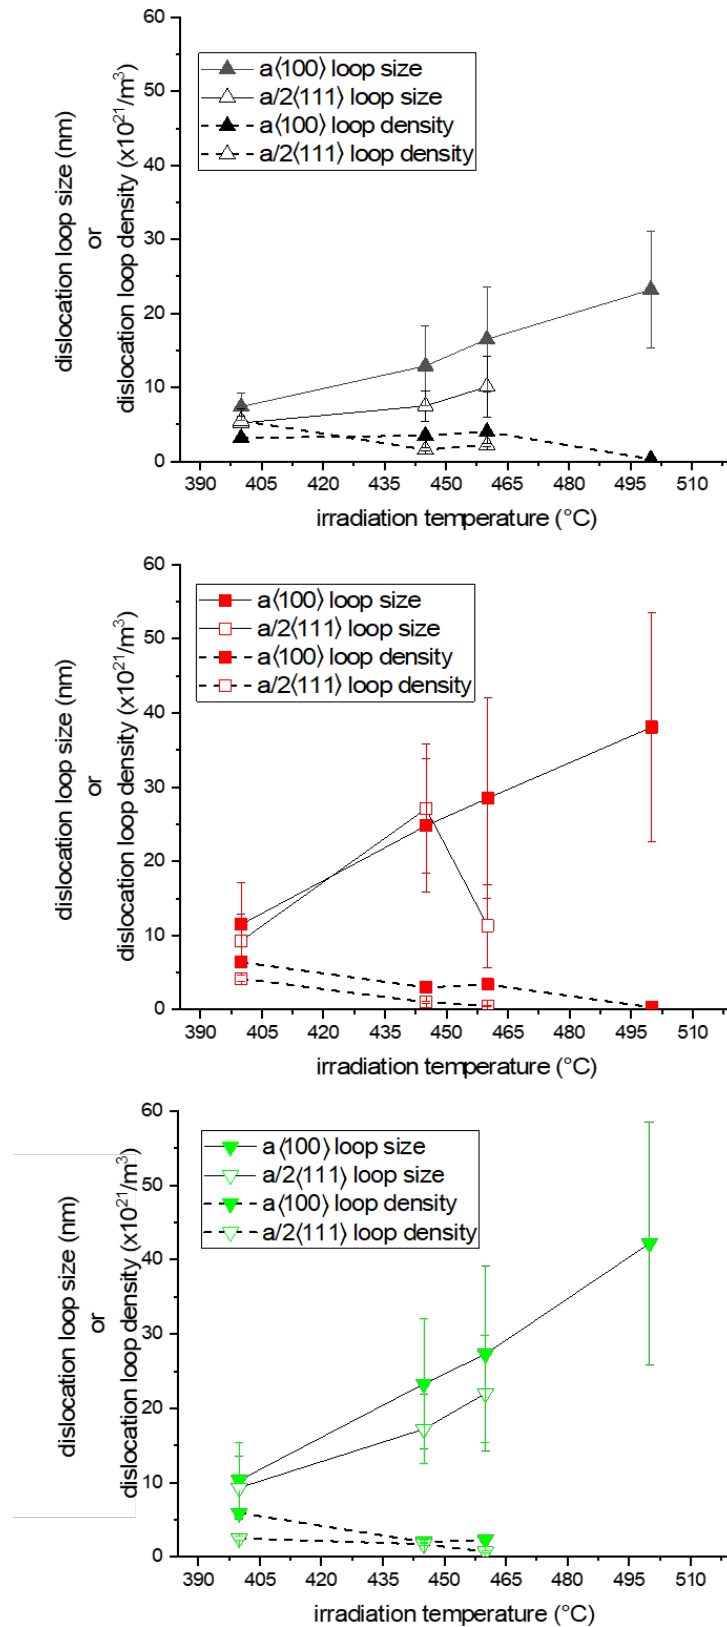 60
50
40
30
20
10
0
dislocation loop size (nm)
or
dislocation loop density (x10²¹/m³)
a⟨100⟩ loop size
a/2⟨111⟩ loop size
a⟨100⟩ loop density
a/2⟨111⟩ loop density
390 405 420 435 450 465 480 495 510
irradiation temperature (°C)
60
50
40
30
20
10
0
dislocation loop size (nm)
or
dislocation loop density (x10²¹/m³)
a⟨100⟩ loop size
a/2⟨111⟩ loop size
a⟨100⟩ loop density
a/2⟨111⟩ loop density
390 405 420 435 450 465 480 495 510
irradiation temperature (°C)
60
50
40
30
20
10
0
dislocation loop size (nm)
or
dislocation loop density (x10²¹/m³)
a⟨100⟩ loop size
a/2⟨111⟩ loop size
a⟨100⟩ loop density
a/2⟨111⟩ loop density
390 405 420 435 450 465 480 495 510
irradiation temperature (°C)